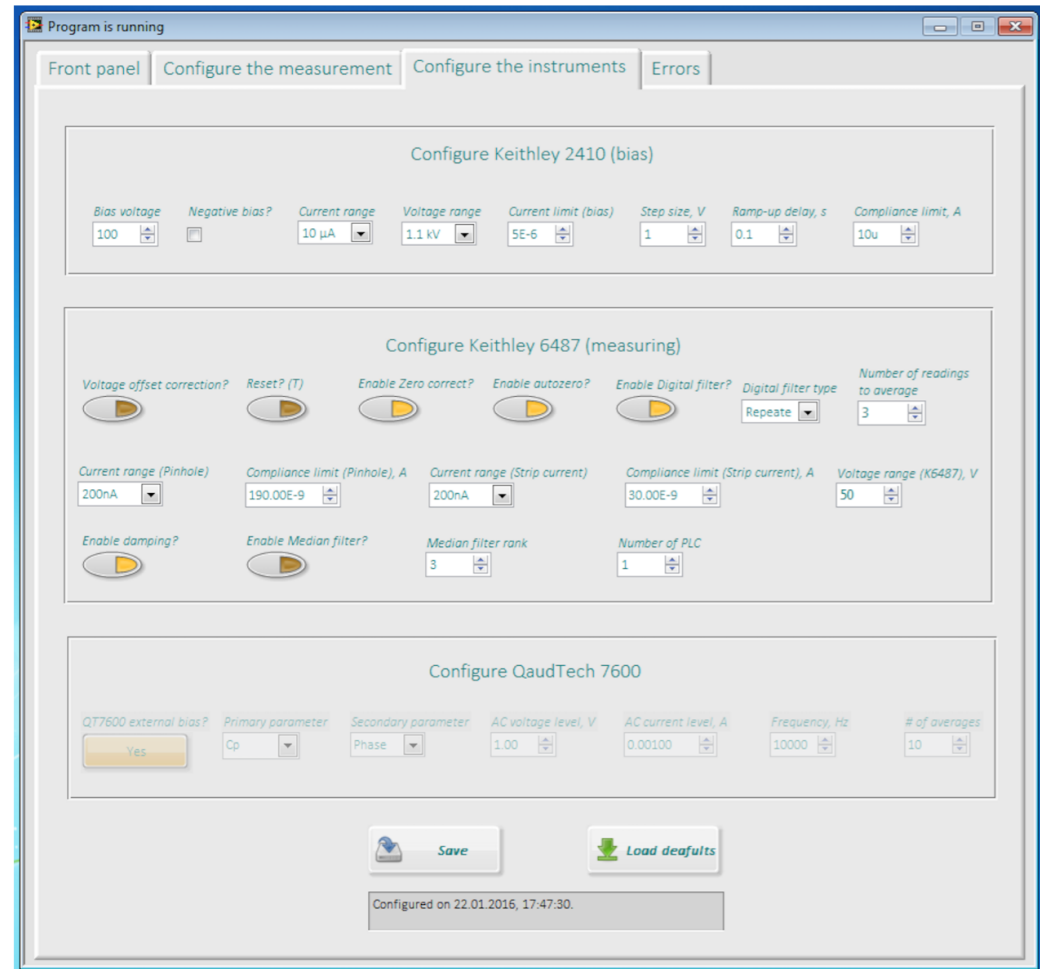 Program is running
Front panel Configure the measurement Configure the instruments Errors
Configure Keithley 2410 (bias)
Bias voltage Negative bias? Current range Voltage range Current limit (bias) Step size, V Ramp-up delay, s Compliance limit, A
100 10 µA 1.1 kV 5E-6 1 0.1 10u
Configure Keithley 6487 (measuring)
Voltage offset correction? Reset? (T) Enable Zero correct? Enable autozero? Enable Digital filter? Digital filter type Number of readings to average
Repeate 3
Current range (Pinhole) Compliance limit (Pinhole), A Current range (Strip current) Compliance limit (Strip current), A Voltage range (K6487), V
200nA 190.00E-9 200nA 30.00E-9 50
Enable damping? Enable Median filter? Median filter rank Number of PLC
3 1
Configure QaudTech 7600
QT7600 external bias? Primary parameter Secondary parameter AC voltage level, V AC current level, A Frequency, Hz # of averages
Yes Cp Phase 1.00 0.00100 10000 10
Save Load deafults
Configured on 22.01.2016, 17:47:30.